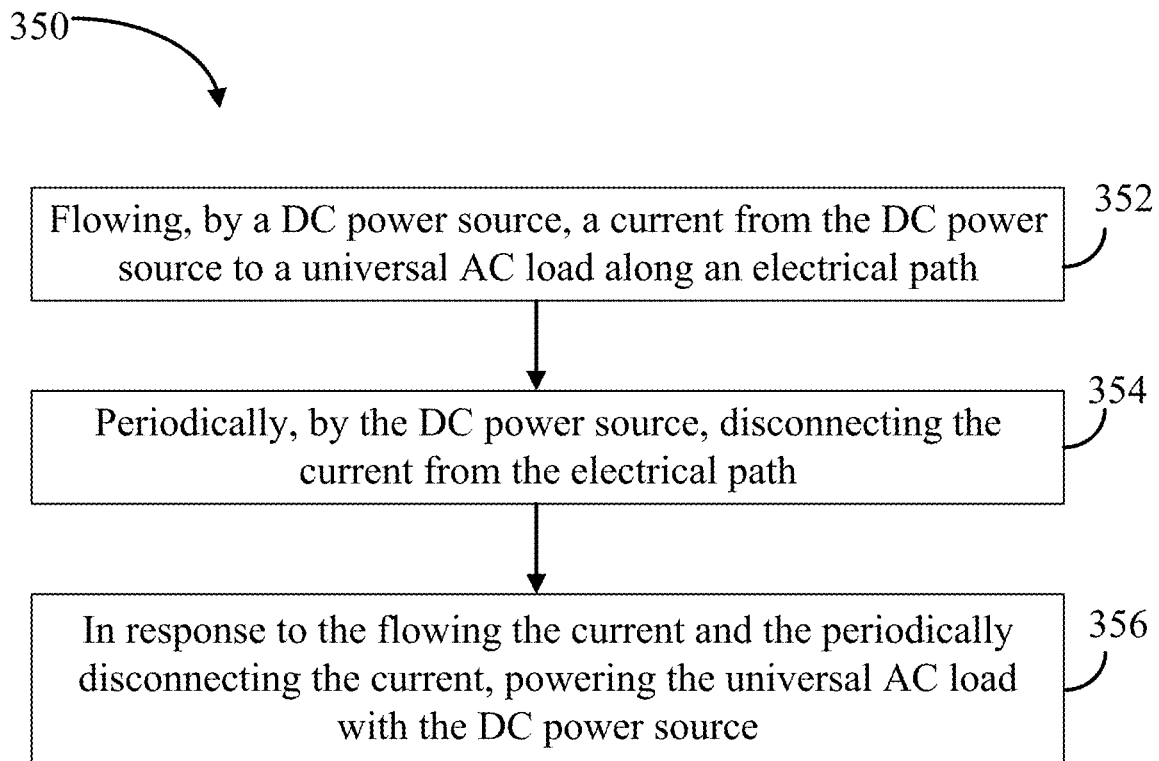 350
352
Flowing, by a DC power source, a current from the DC power
source to a universal AC load along an electrical path
354
Periodically, by the DC power source, disconnecting the
current from the electrical path
356
In response to the flowing the current and the periodically
disconnecting the current, powering the universal AC load
with the DC power source